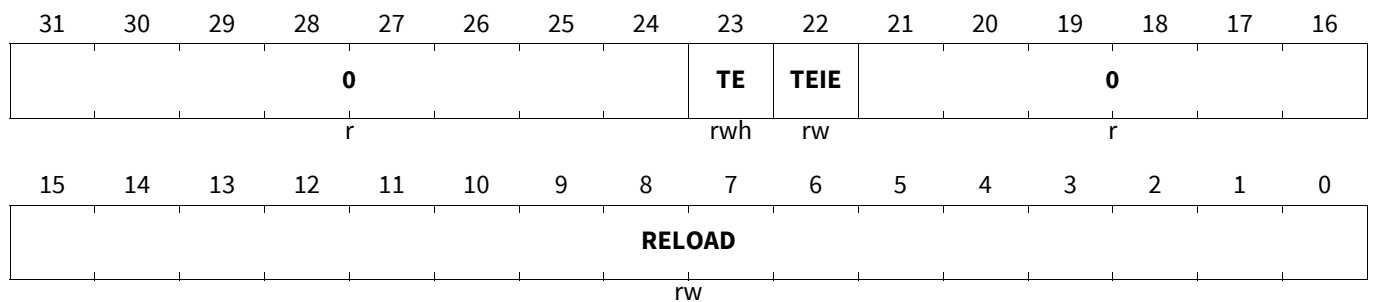 31 30 29 28 27 26 25 24 23 22 21 20 19 18 17 16
0 TE TEIE 0
r rwh rw r
15 14 13 12 11 10 9 8 7 6 5 4 3 2 1 0
RELOAD
rw